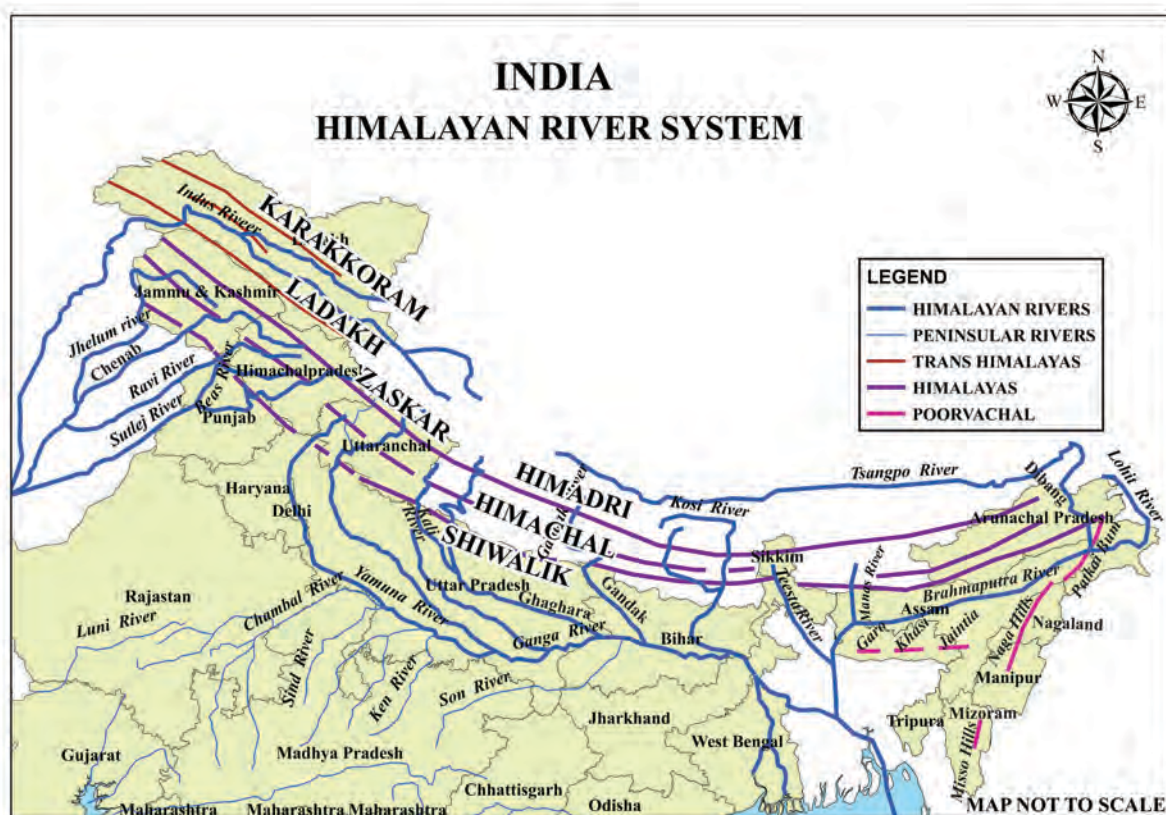 INDIA
HIMALAYAN RIVER SYSTEM
N
W
E
S
LEGEND
HIMALAYAN RIVERS
PENINSULAR RIVERS
TRANS HIMALAYAS
HIMALAYAS
POORVACHAL
KARAKKORAM
Indus Riveer
LADAKH
Jammu & Kashmir
ZASKAR
Jhelum river
Chenab
Himachalprades
Ravi River
Beas River
Sutlej River
Punjab
Uttaranchal
HIMADRI
HIMACHAL
SHIWALIK
Haryana
Delhi
Kali
River
Kosi River
Tsangpo River
Dibang
Lohit River
Arunachal Pradesh
Patkai Bum
Sikkim
Teesta River
Manas River
Brahmaputra River
Assam
Gara
Khasi
Jaintia
Naga Hills
Nagaland
Manipur
Uttar Pradesh
Ghaghara
Gandak
Ganga River
Bihar
Yamuna River
Rajastan
Chambal River
Luni River
Sind River
Ken River
Son River
Jharkhand
Tripura
Mizoram
Misso Hills
West Bengal
Gujarat
Madhya Pradesh
Chhattisgarh
Odisha
Maharashtra
Maharashtra
Maharashtra
MAP NOT TO SCALE